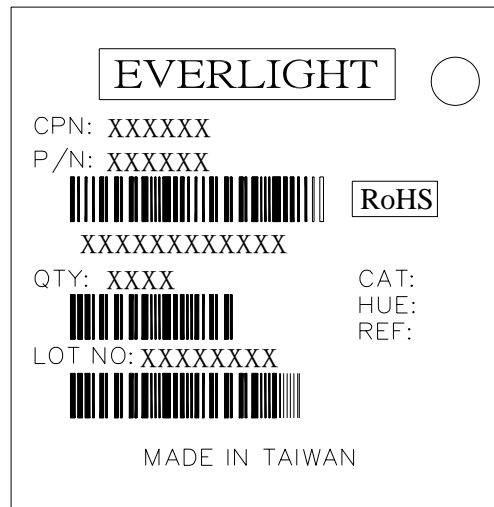 EVERLIGHT
CPN: XXXXXX
P/N: XXXXXX
RoHS
XXXXXXXXXXXX
QTY: XXXX
CAT:
HUE:
REF:
LOT NO: XXXXXXXX
MADE IN TAIWAN